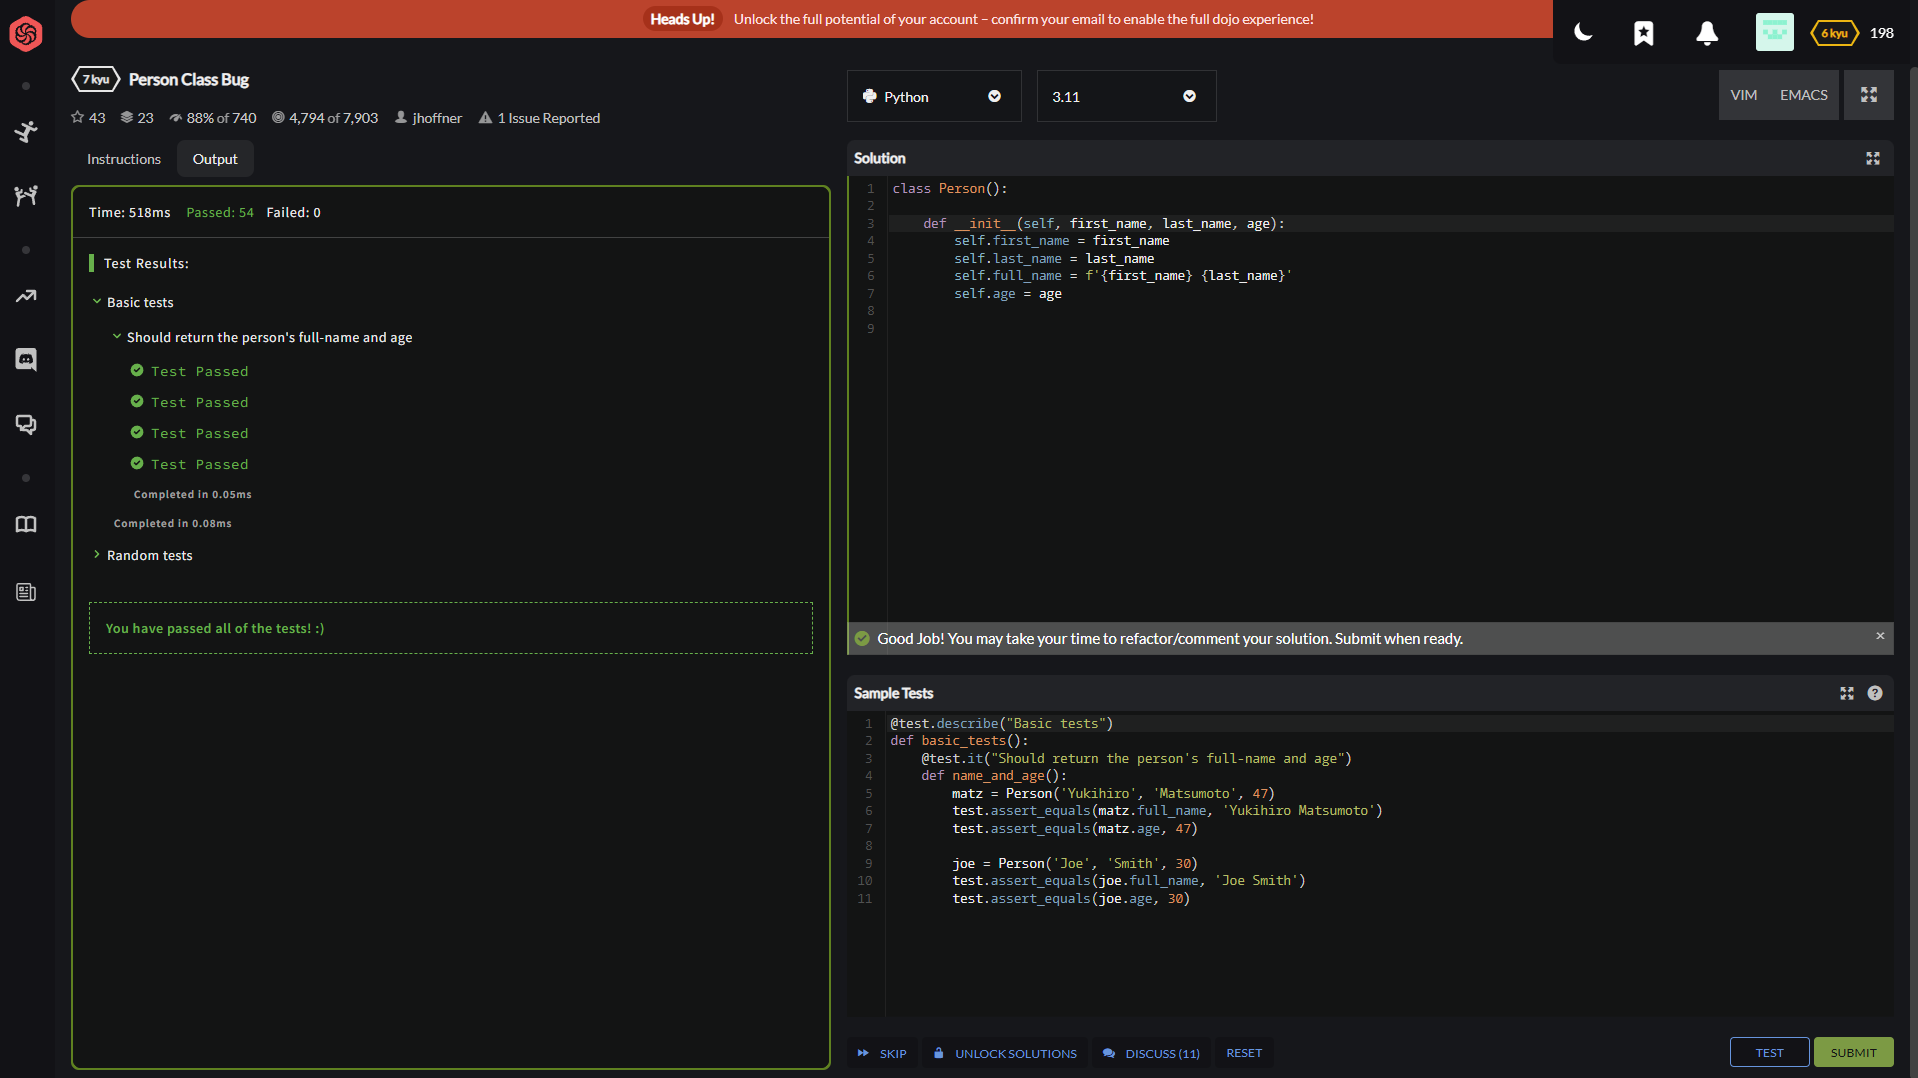 Heads Up! Unlock the full potential of your account – confirm your email to enable the full dojo experience!
6 kyu 198
7 kyu Person Class Bug
43 23 88% of 740 4,794 of 7,903 jhoffner 1 Issue Reported
Instructions Output
Time: 518ms Passed: 54 Failed: 0
Test Results:
Basic tests
Should return the person's full-name and age
Test Passed
Test Passed
Test Passed
Test Passed
Completed in 0.05ms
Completed in 0.08ms
Random tests
You have passed all of the tests! :)
Python 3.11 VIM EMACS
Solution
1 class Person():
2
3     def __init__(self, first_name, last_name, age):
4         self.first_name = first_name
5         self.last_name = last_name
6         self.full_name = f'{first_name} {last_name}'
7         self.age = age
8
9
Good Job! You may take your time to refactor/comment your solution. Submit when ready. ×
Sample Tests
1 @test.describe("Basic tests")
2 def basic_tests():
3     @test.it("Should return the person's full-name and age")
4     def name_and_age():
5         matz = Person('Yukihiro', 'Matsumoto', 47)
6         test.assert_equals(matz.full_name, 'Yukihiro Matsumoto')
7         test.assert_equals(matz.age, 47)
8
9         joe = Person('Joe', 'Smith', 30)
10         test.assert_equals(joe.full_name, 'Joe Smith')
11         test.assert_equals(joe.age, 30)
SKIP UNLOCK SOLUTIONS DISCUSS (11) RESET TEST SUBMIT